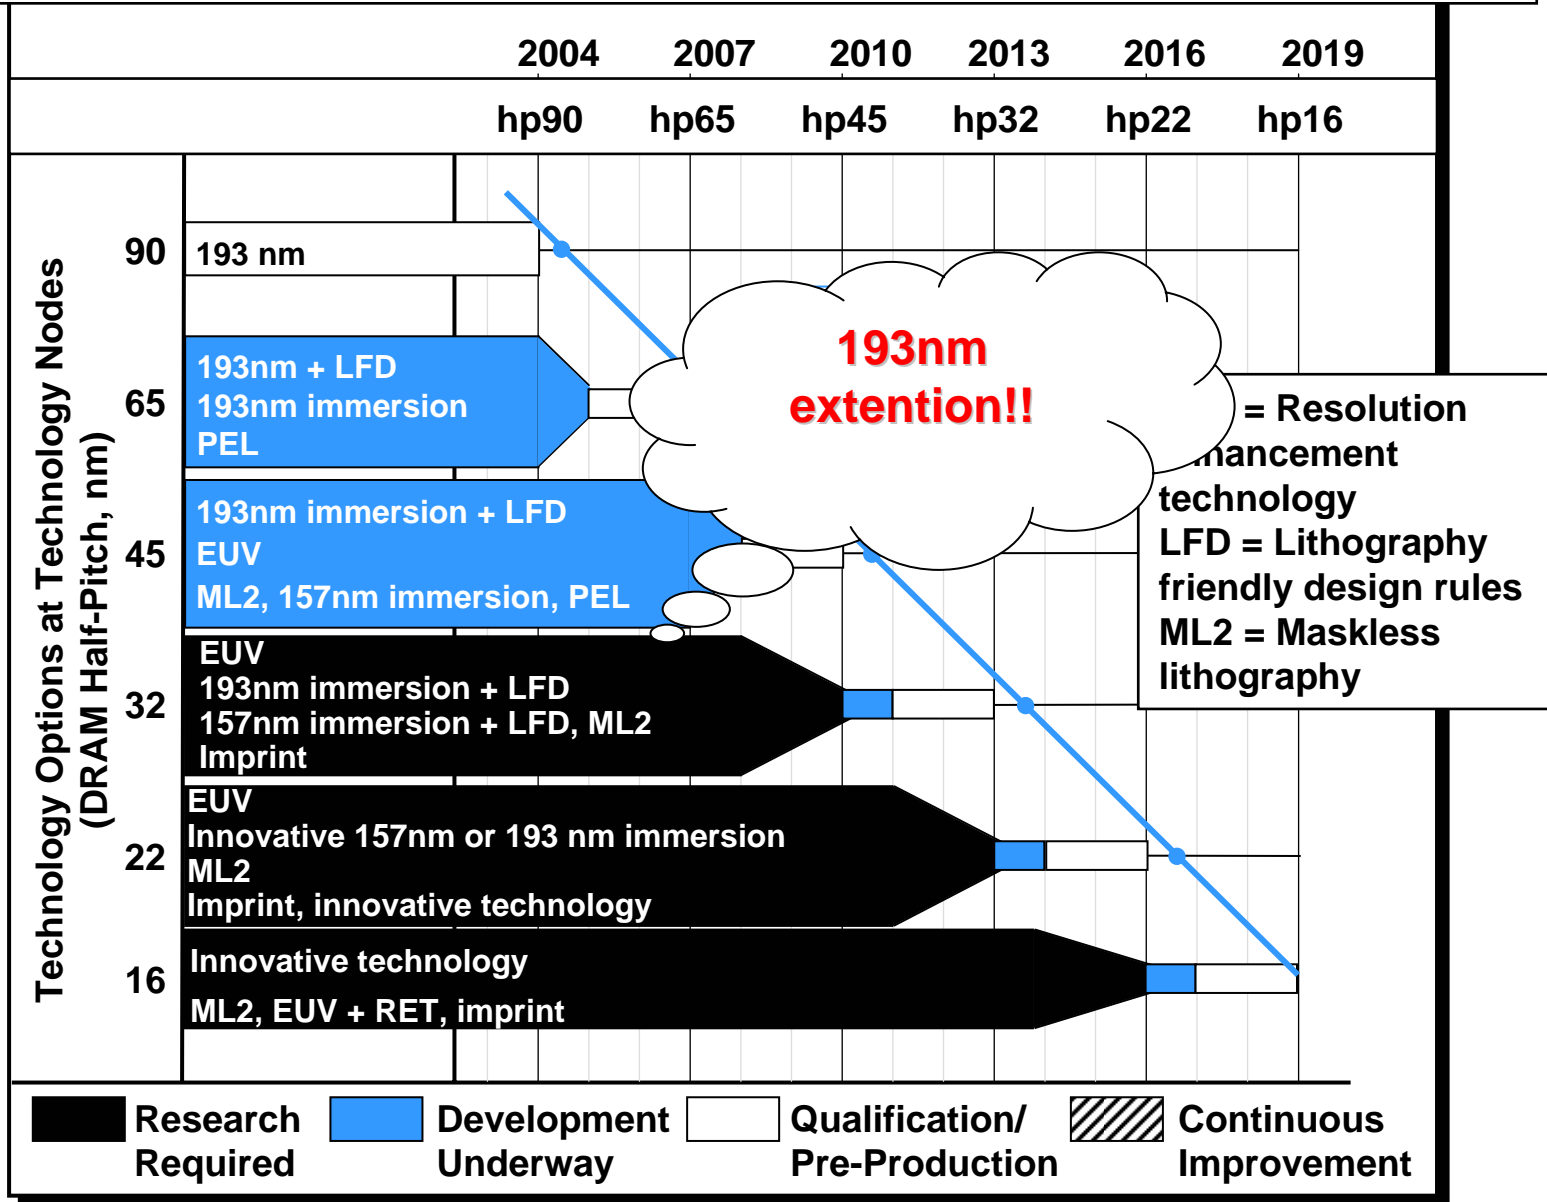 2004 2007 2010 2013 2016 2019
hp90 hp65 hp45 hp32 hp22 hp16
Technology Options at Technology Nodes
(DRAM Half-Pitch, nm)
90
193 nm
65
193nm + LFD
193nm immersion
PEL
193nm
extention!!
= Resolution
technology
LFD = Lithography
friendly design rules
ML2 = Maskless
lithography
45
193nm immersion + LFD
EUV
ML2, 157nm immersion, PEL
32
EUV
193nm immersion + LFD
157nm immersion + LFD, ML2
Imprint
22
EUV
Innovative 157nm or 193 nm immersion
ML2
Imprint, innovative technology
16
Innovative technology
ML2, EUV + RET, imprint
Research
Required
Development
Underway
Qualification/
Pre-Production
Continuous
Improvement